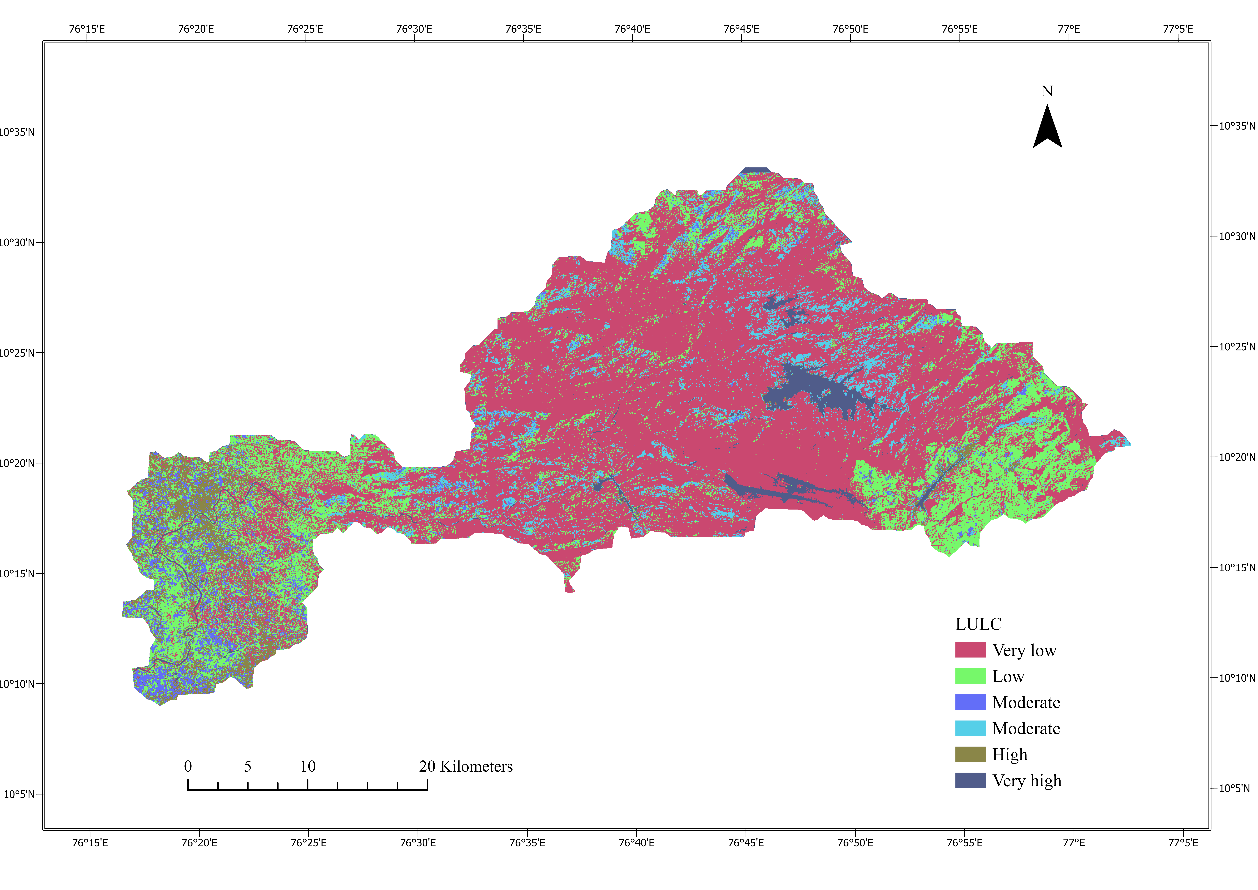 76°15'E 76°20'E 76°25'E 76°30'E 76°35'E 76°40'E 76°45'E 76°50'E 76°55'E 77°E 77°5'E
N
10°35'N 10°35'N
10°30'N 10°30'N
10°25'N 10°25'N
10°20'N 10°20'N
10°15'N 10°15'N
LULC
Very low
Low
10°10'N 10°10'N
Moderate
Moderate
High
Very high
0 5 10 20 Kilometers
10°5'N 10°5'N
76°15'E 76°20'E 76°25'E 76°30'E 76°35'E 76°40'E 76°45'E 76°50'E 76°55'E 77°E 77°5'E